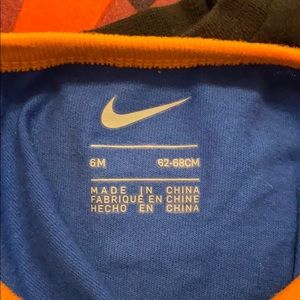 6M 62-68CM
MADE IN CHINA
FABRIQUÉ EN CHINE
HECHO EN CHINA